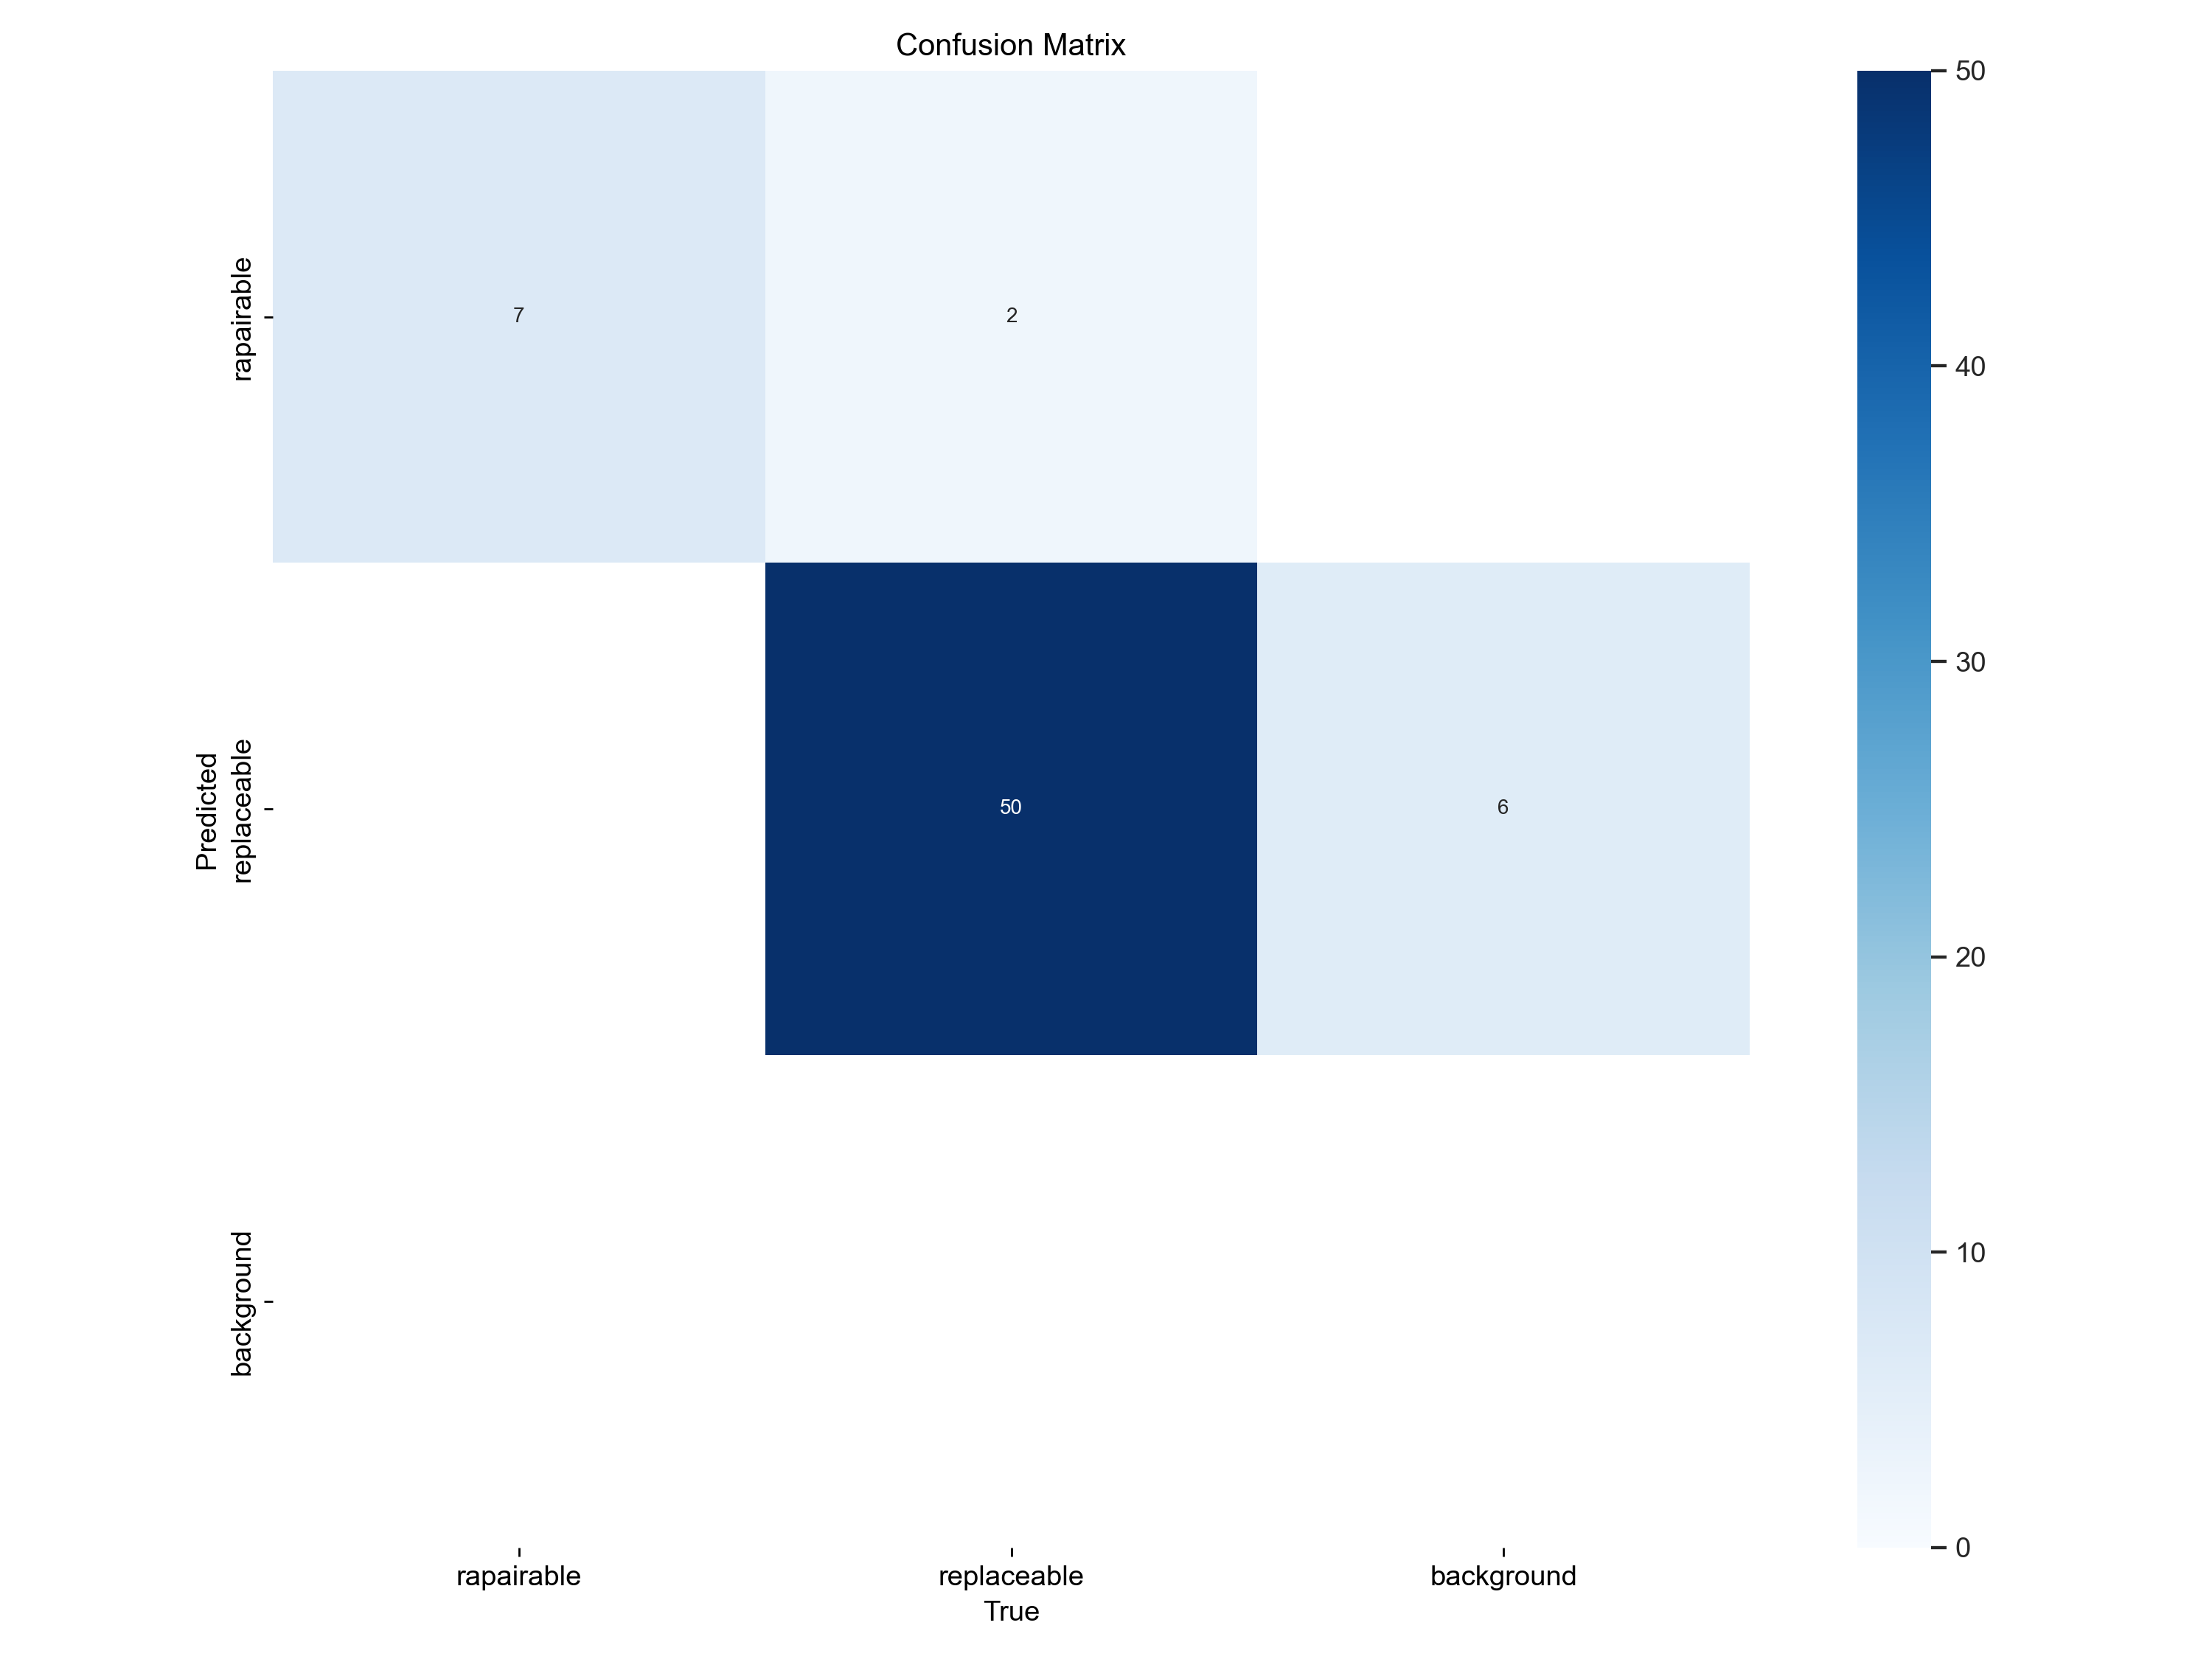 Confusion Matrix
50
40
30
20
10
0
Predicted
rapairable
replaceable
background
7
2
50
6
rapairable
replaceable
background
True